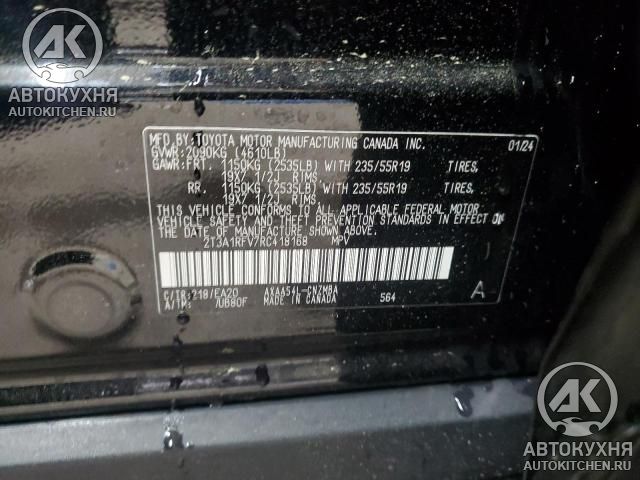 AK
АВТОКУХНЯ
AUTOKITCHEN.RU
MFD.BY:TOYOTA MOTOR MANUFACTURING CANADA INC. 01/24
GVWR:2090KG (4610LB)
GAWR:FRT. 1150KG (2535LB) WITH 235/55R19 TIRES,
19X7 1/2J RIMS,
RR. 1150KG (2535LB) WITH 235/55R19 TIRES,
19X7 1/2J RIMS.
THIS VEHICLE CONFORMS TO ALL APPLICABLE FEDERAL MOTOR
VEHICLE SAFETY AND THEFT PREVENTION STANDARDS IN EFFECT ON
THE DATE OF MANUFACTURE SHOWN ABOVE.
2T3A1RFV7RC418168 MPV
C/TR:218/EA20 AXAA54L-CNZMBA
A/TM: /UB80F MADE IN CANADA 564 A
AK
АВТОКУХНЯ
AUTOKITCHEN.RU